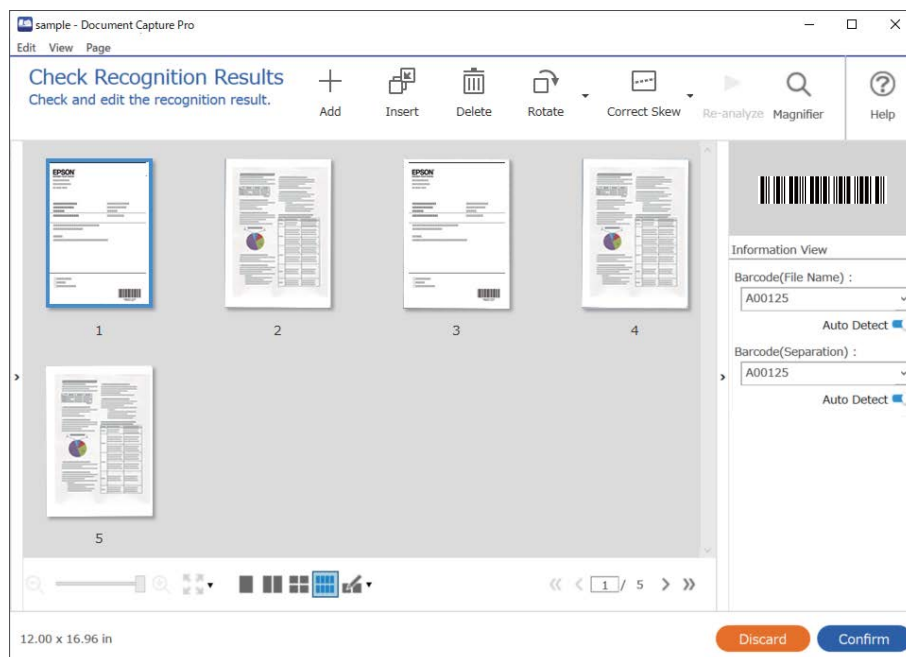 sample - Document Capture Pro
Edit View Page
Check Recognition Results
Check and edit the recognition result.
Add
Insert
Delete
Rotate
Correct Skew
Re-analyze
Magnifier
Help
EPSON
EPSON
1
2
3
4
5
Information View
Barcode(File Name) :
A00125
Auto Detect
Barcode(Separation) :
A00125
Auto Detect
1 / 5
12.00 x 16.96 in
Discard
Confirm